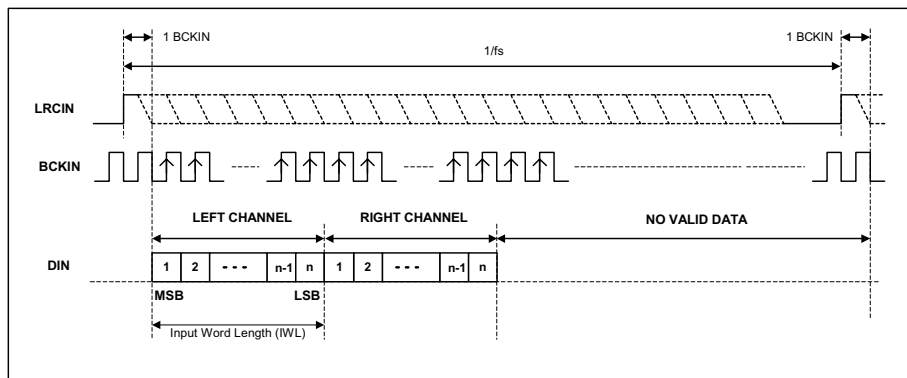 1 BCKIN
1/fs
1 BCKIN
LRCIN
BCKIN
LEFT CHANNEL
RIGHT CHANNEL
NO VALID DATA
DIN
1 2 - - - n-1 n 1 2 - - - n-1 n
MSB
LSB
Input Word Length (IWL)